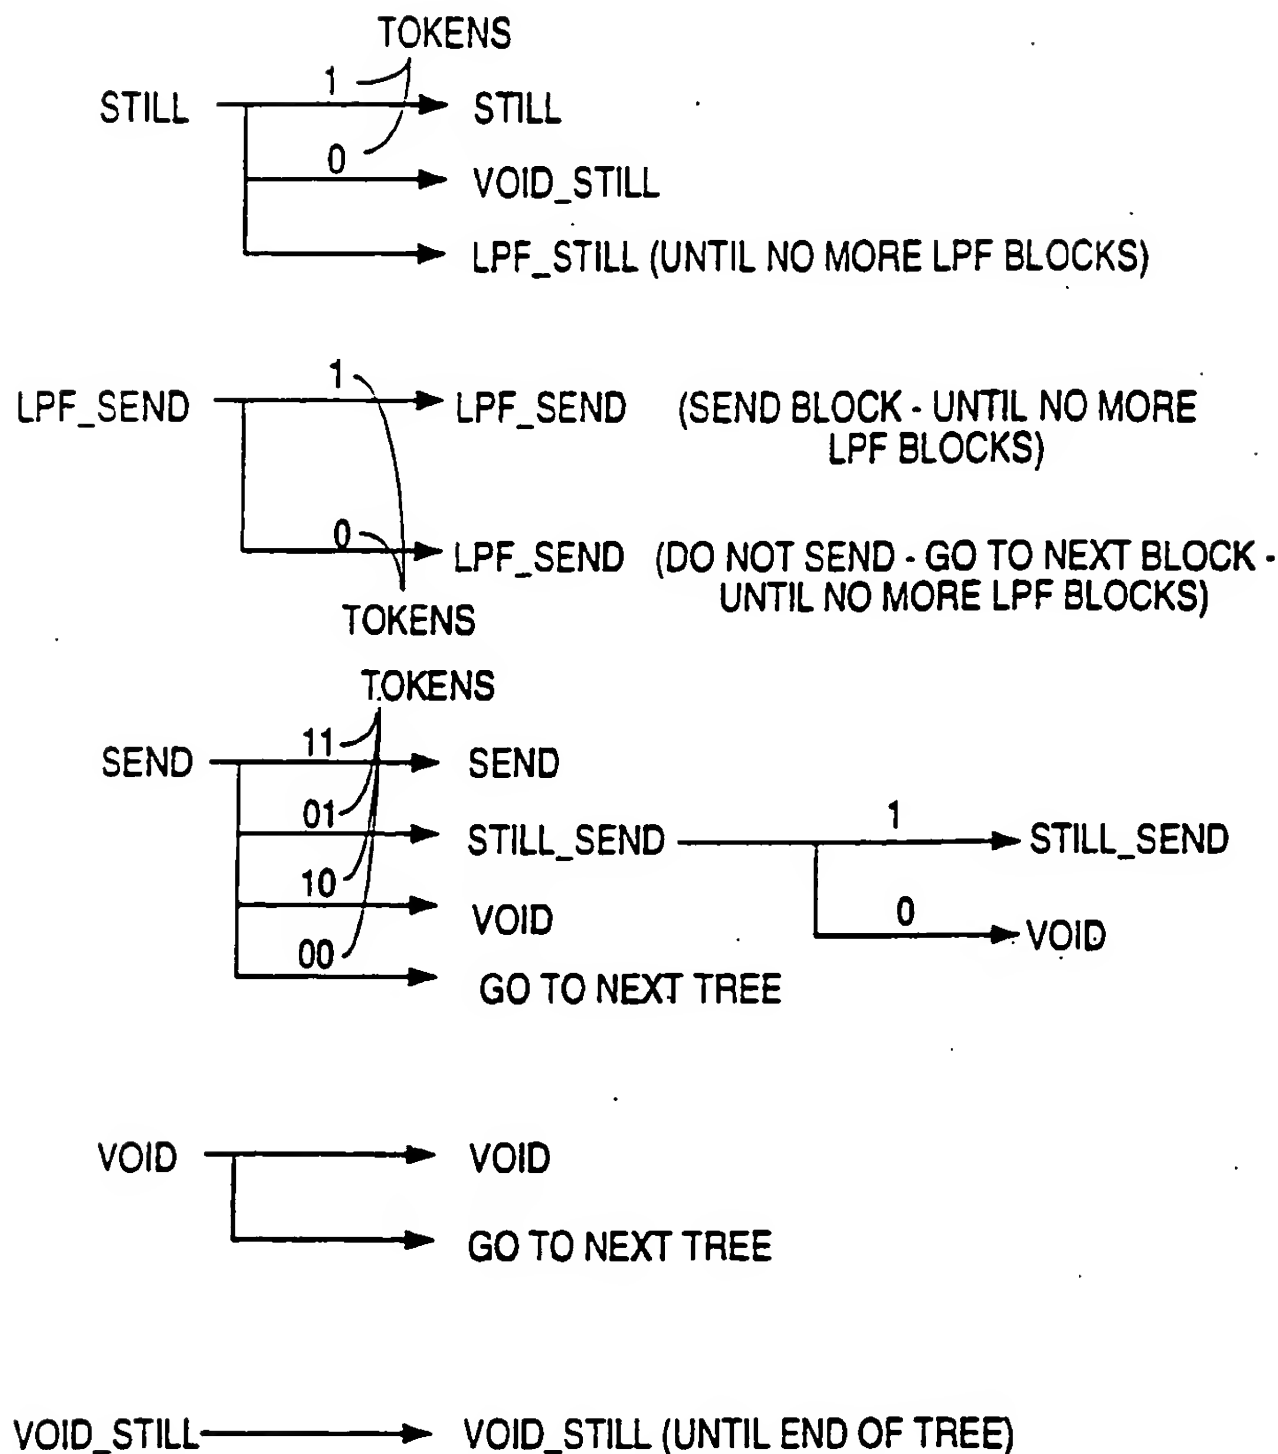 TOKENS
1
STILL
STILL
0
VOID_STILL
LPF_STILL (UNTIL NO MORE LPF BLOCKS)
1
LPF_SEND
LPF_SEND (SEND BLOCK - UNTIL NO MORE
LPF BLOCKS)
0
LPF_SEND (DO NOT SEND - GO TO NEXT BLOCK -
UNTIL NO MORE LPF BLOCKS)
TOKENS
TOKENS
11
SEND
SEND
01
STILL_SEND
1
STILL_SEND
10
VOID
0
VOID
00
GO TO NEXT TREE
VOID
VOID
GO TO NEXT TREE
VOID_STILL
VOID_STILL (UNTIL END OF TREE)